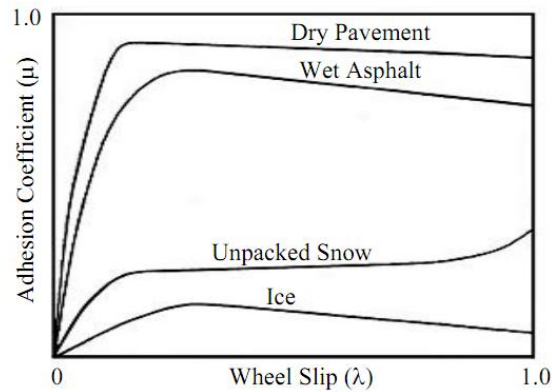 1.0
Dry Pavement
Wet Asphalt
Adhesion Coefficient (μ)
Unpacked Snow
Ice
0
Wheel Slip (λ)
1.0